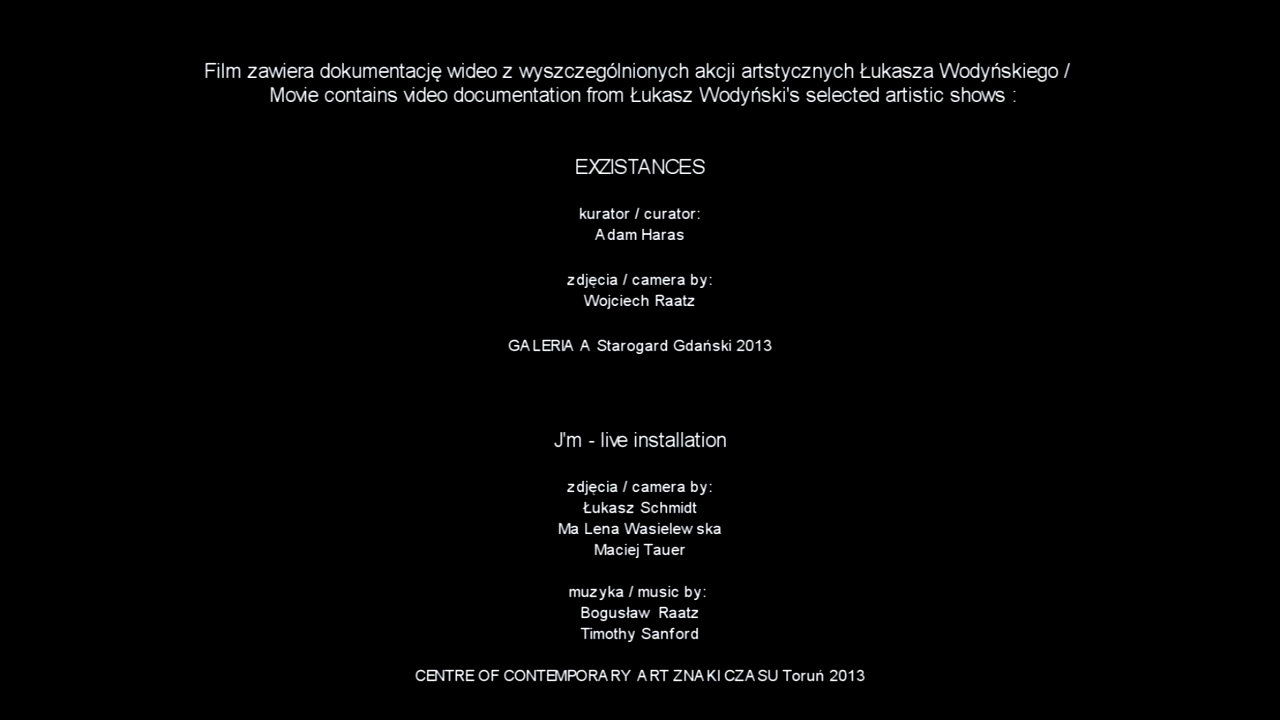 Film zawiera dokumentację wideo z wyszczególnionych akcji artstycznych Łukasza Wodyńskiego /
Movie contains video documentation from Łukasz Wodyński's selected artistic shows :
EXZISTANCES
kurator / curator:
Adam Haras
zdjęcia / camera by:
Wojciech Raatz
GALERIA A Starogard Gdański 2013
J'm - live installation
zdjęcia / camera by:
Łukasz Schmidt
Ma Lena Wasielewska
Maciej Tauer
muzyka / music by:
Bogusław Raatz
Timothy Sanford
CENTRE OF CONTEMPORARY ART ZNAKI CZASU Toruń 2013